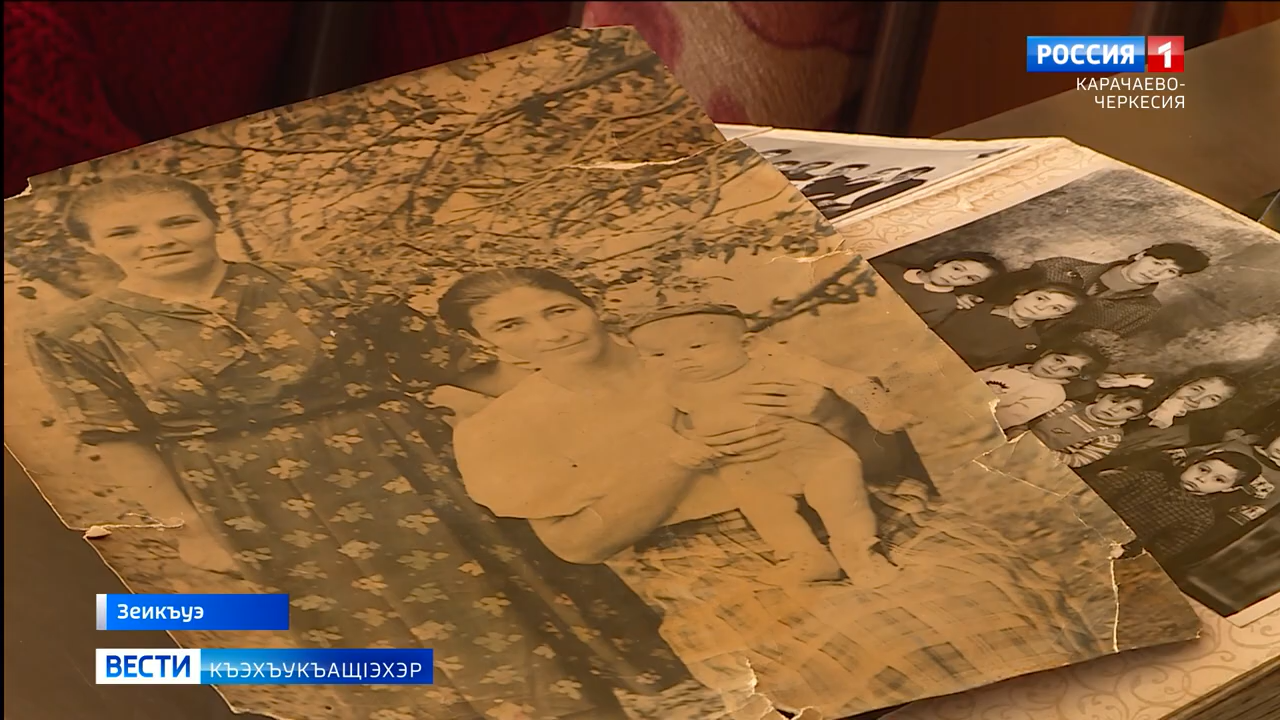 РОССИЯ 1
КАРАЧАЕВО-
ЧЕРКЕСИЯ
Зеикъуэ
ВЕСТИ КЪЭХЪУКЪАЩІЭХЭР